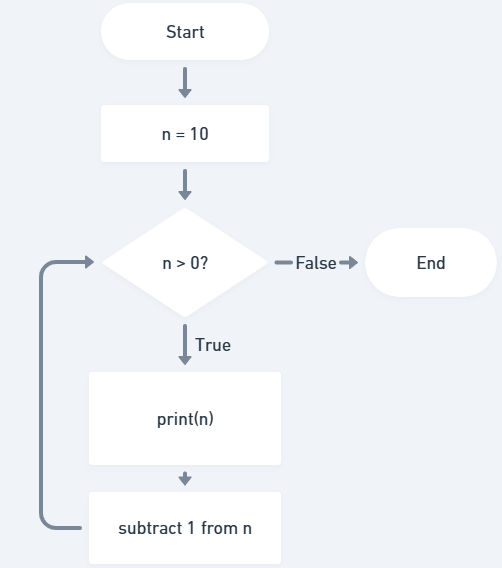 Start
n = 10
n > 0?
False
End
True
print(n)
subtract 1 from n